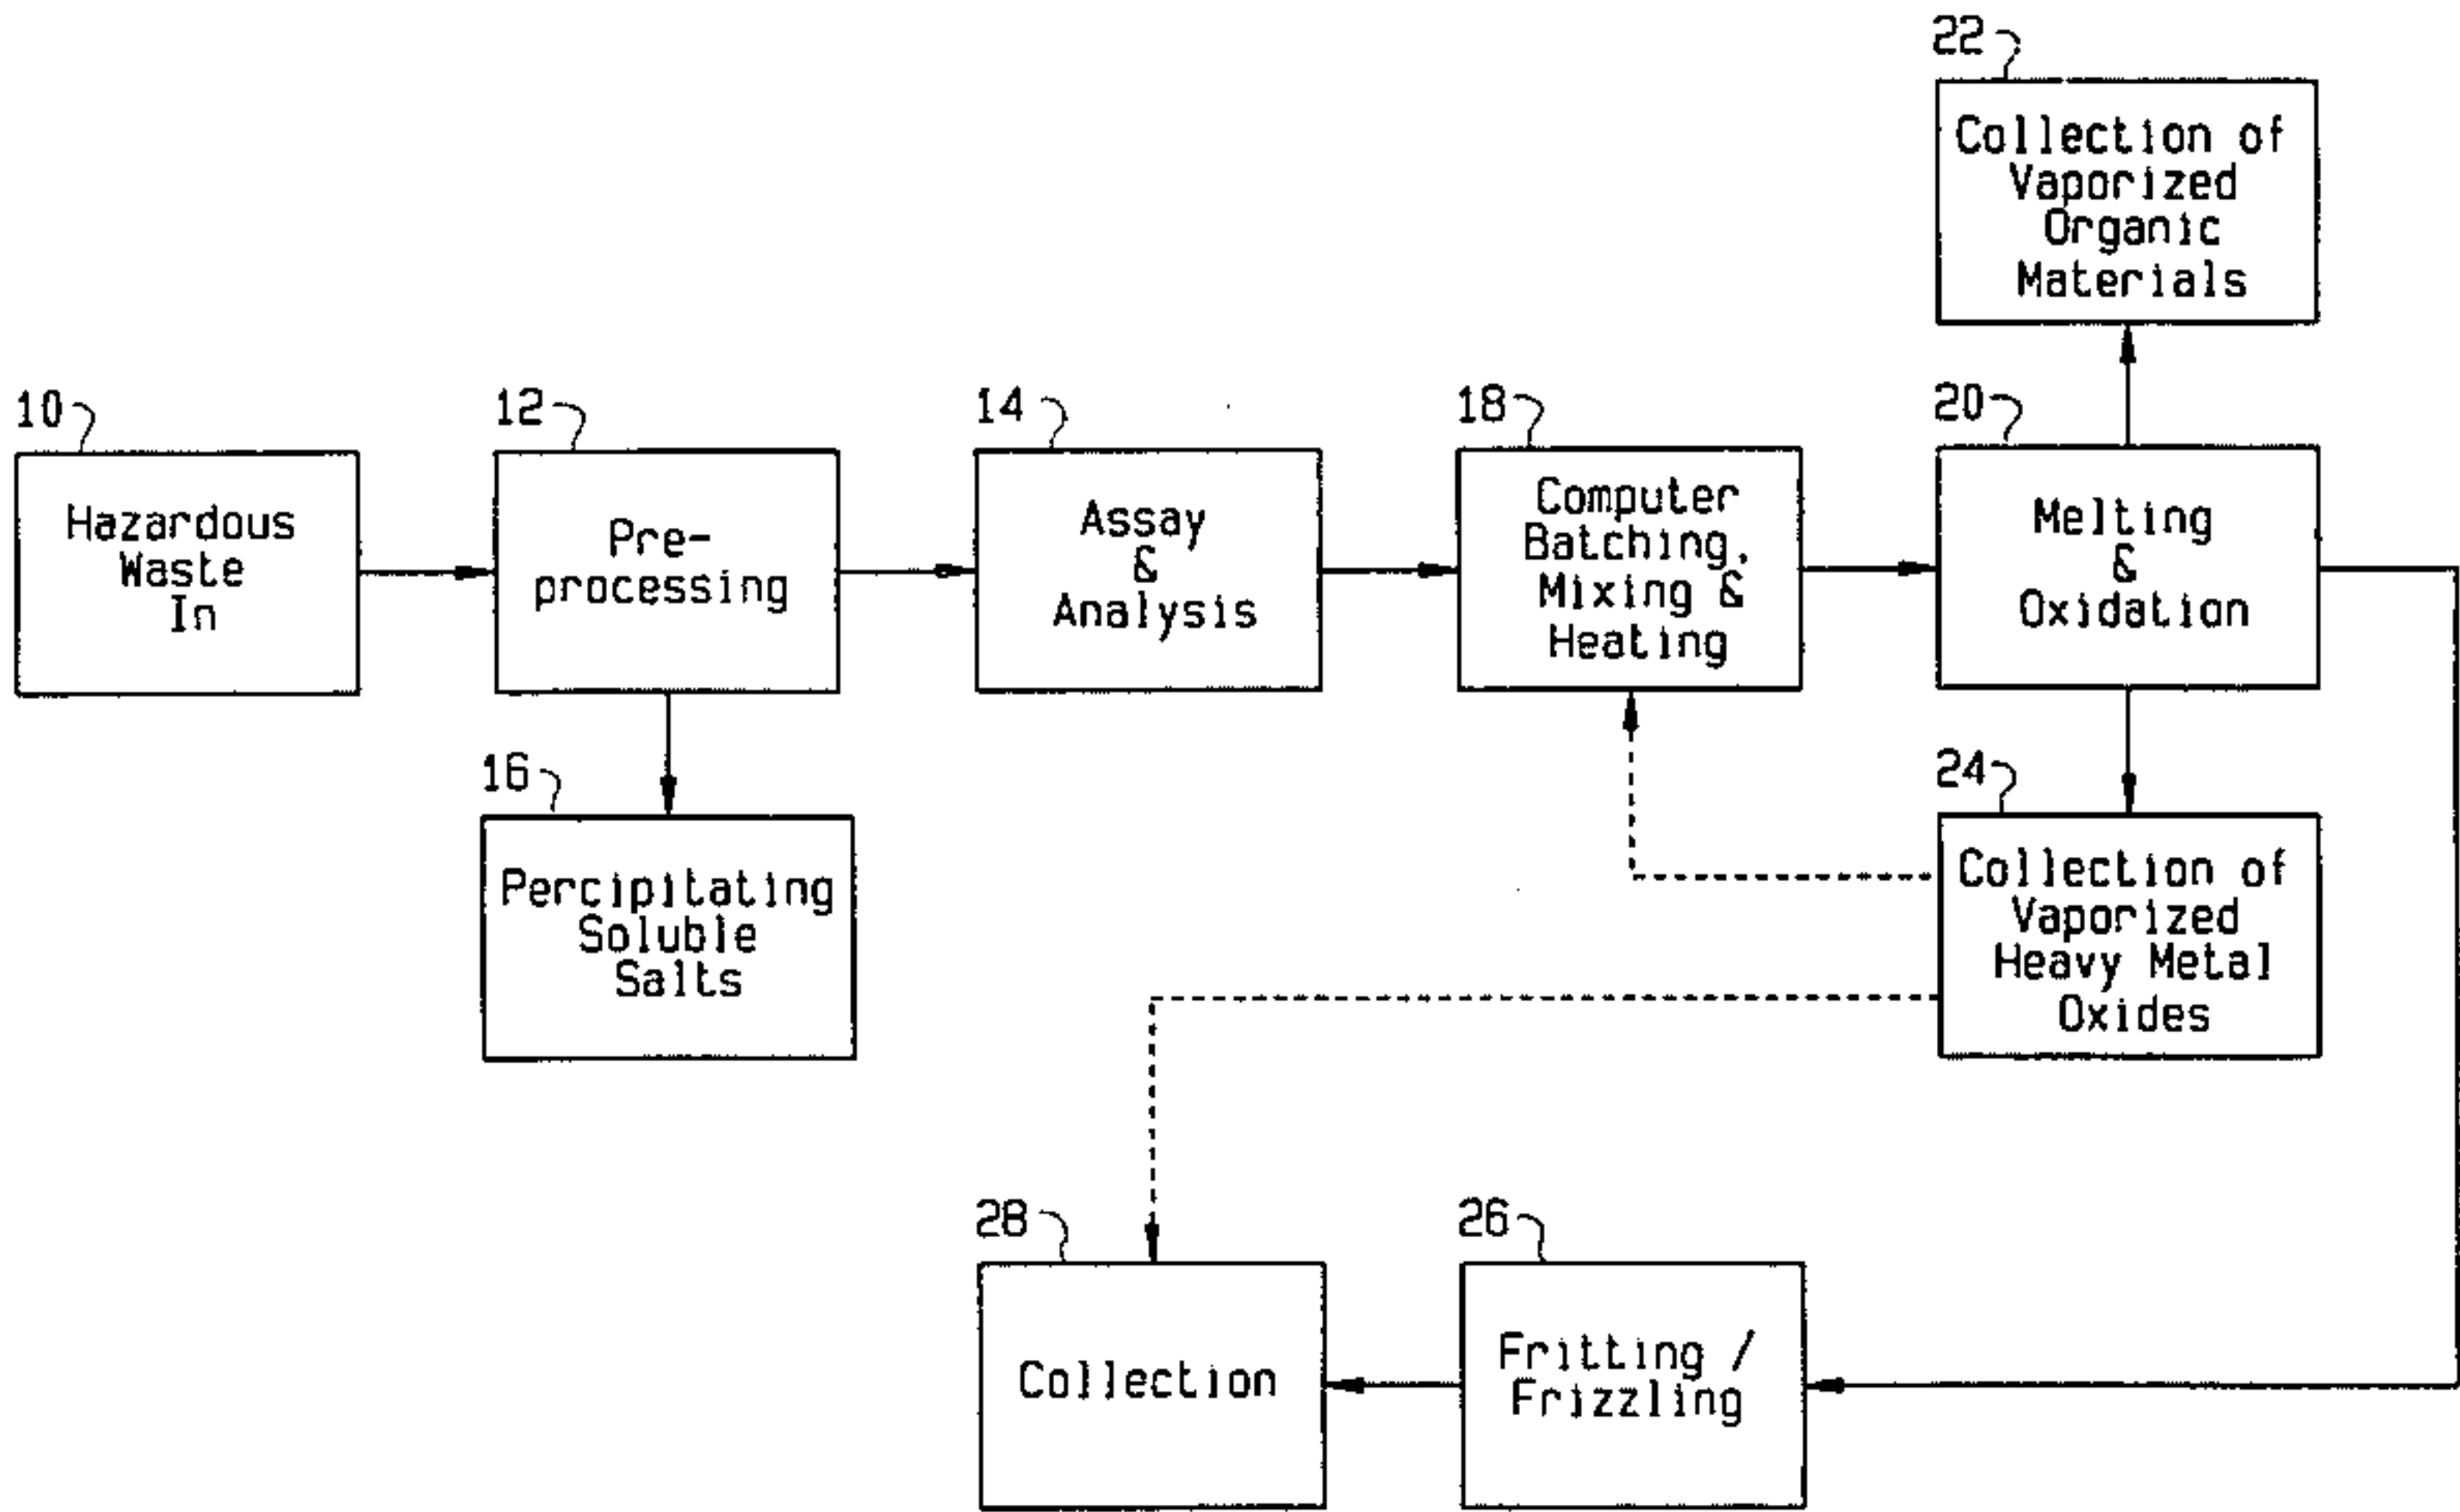 22
Collection of
Vaporized
Organic
Materials
10
Hazardous
Waste
In
12
Pre-
processing
14
Assay
&
Analysis
18
Computer
Batching,
Mixing &
Heating
20
Melting
&
Oxidation
16
Percipitating
Soluble
Salts
24
Collection of
Vaporized
Heavy Metal
Oxides
28
Collection
26
Fritting /
Frizzling